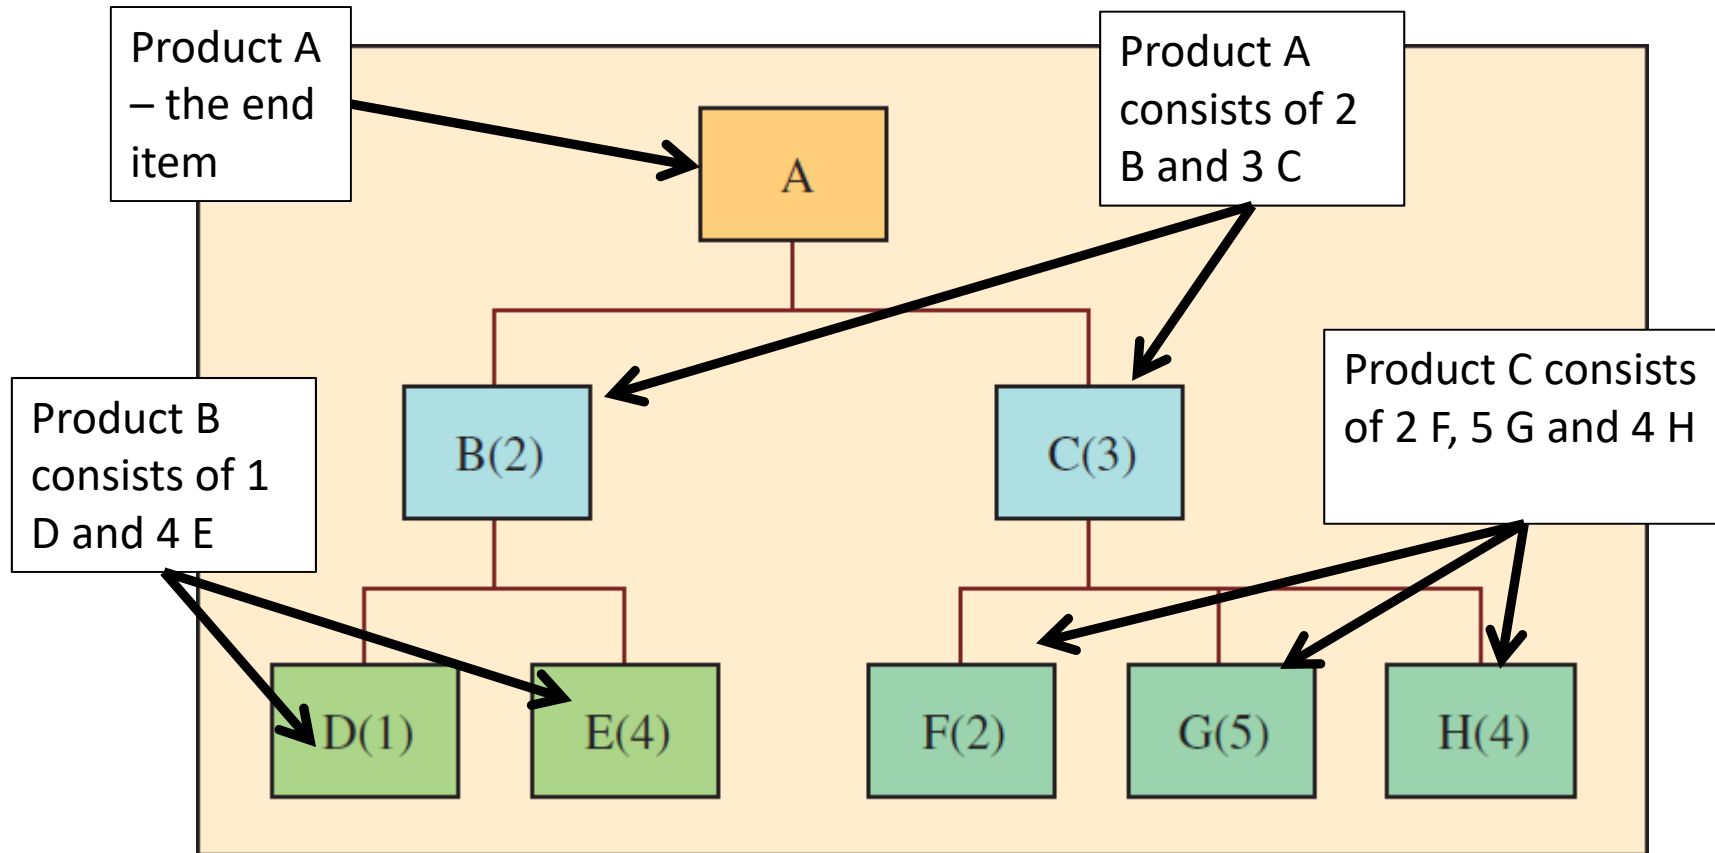 Product A
– the end
item
Product A
consists of 2
B and 3 C
A
Product B
consists of 1
D and 4 E
B(2)
C(3)
Product C consists
of 2 F, 5 G and 4 H
D(1)
E(4)
F(2)
G(5)
H(4)